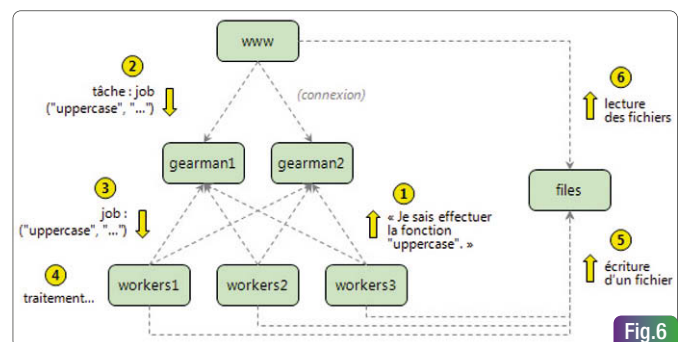 www
2
tâche : job
("uppercase", "...")
(connexion)
6
lecture
des fichiers
gearman1
gearman2
files
3
job :
("uppercase", "...")
1
« Je sais effectuer
la fonction
"uppercase". »
5
écriture
d'un fichier
4
traitement...
workers1
workers2
workers3
Fig.6